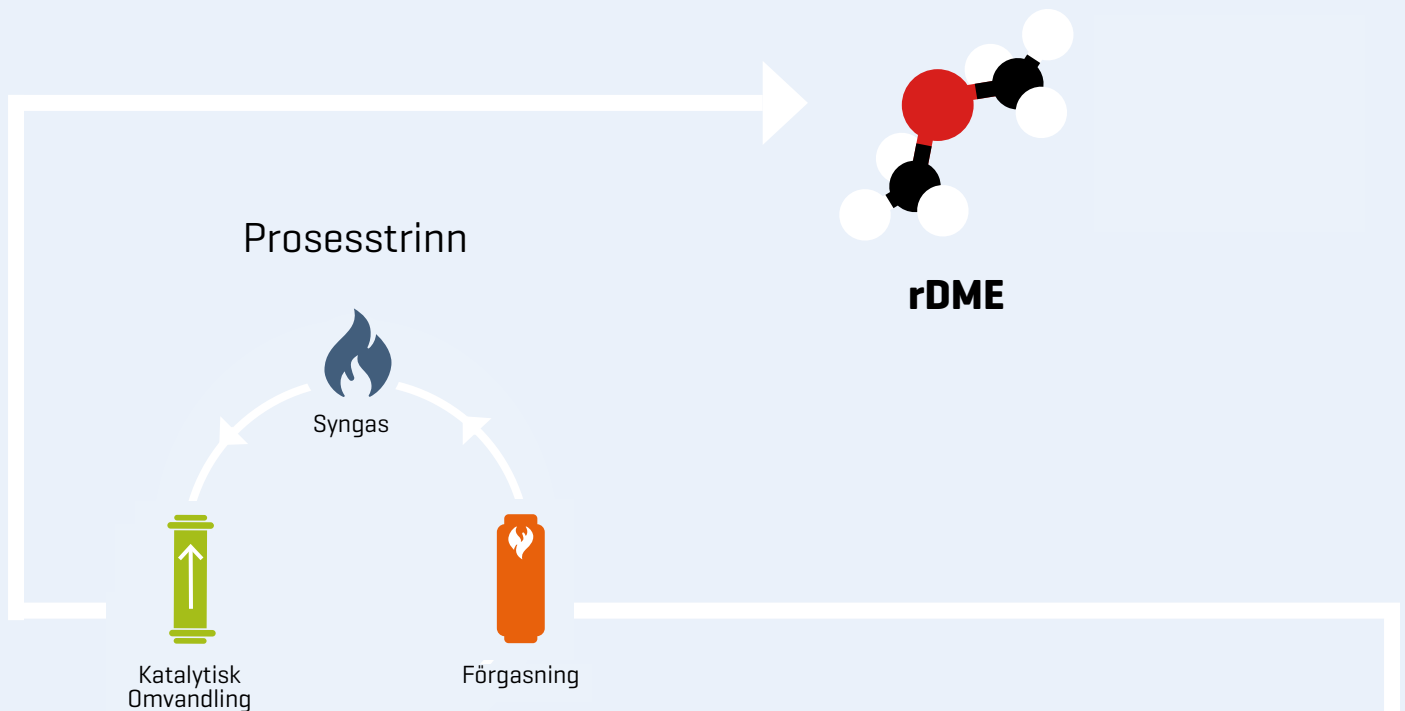 Prosesstrinn
rDME
Syngas
Katalytisk
Omvandling
Förgasning